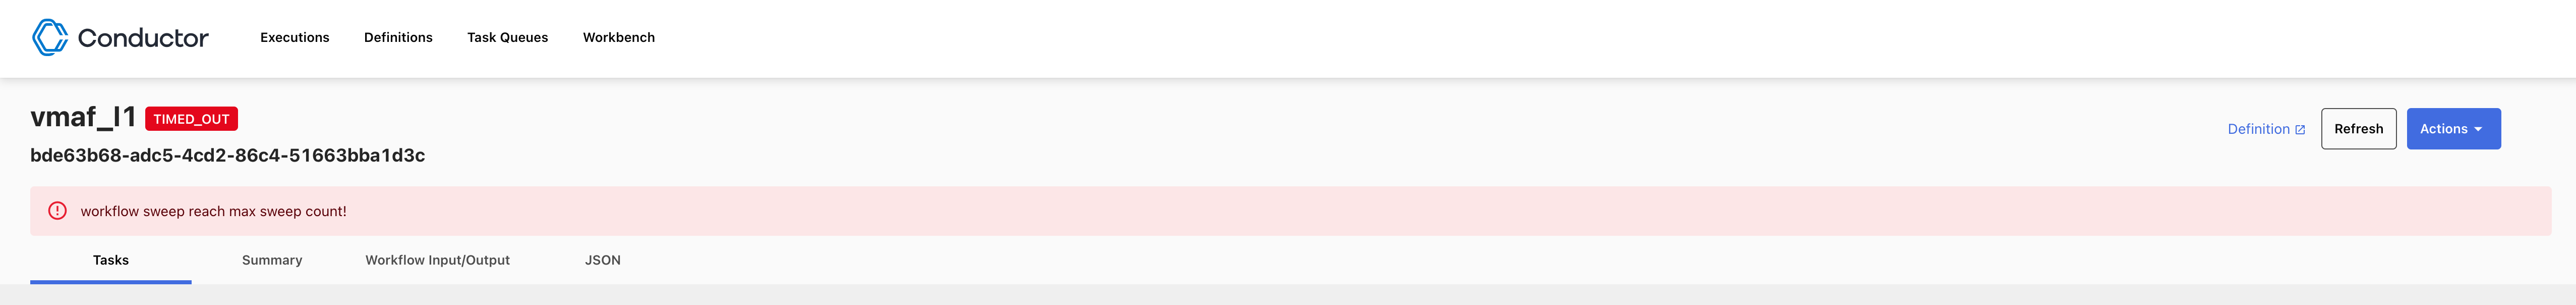 Conductor Executions Definitions Task Queues Workbench
vmaf_l1 TIMED_OUT
Definition Refresh Actions
bde63b68-adc5-4cd2-86c4-51663bba1d3c
workflow sweep reach max sweep count!
Tasks Summary Workflow Input/Output JSON